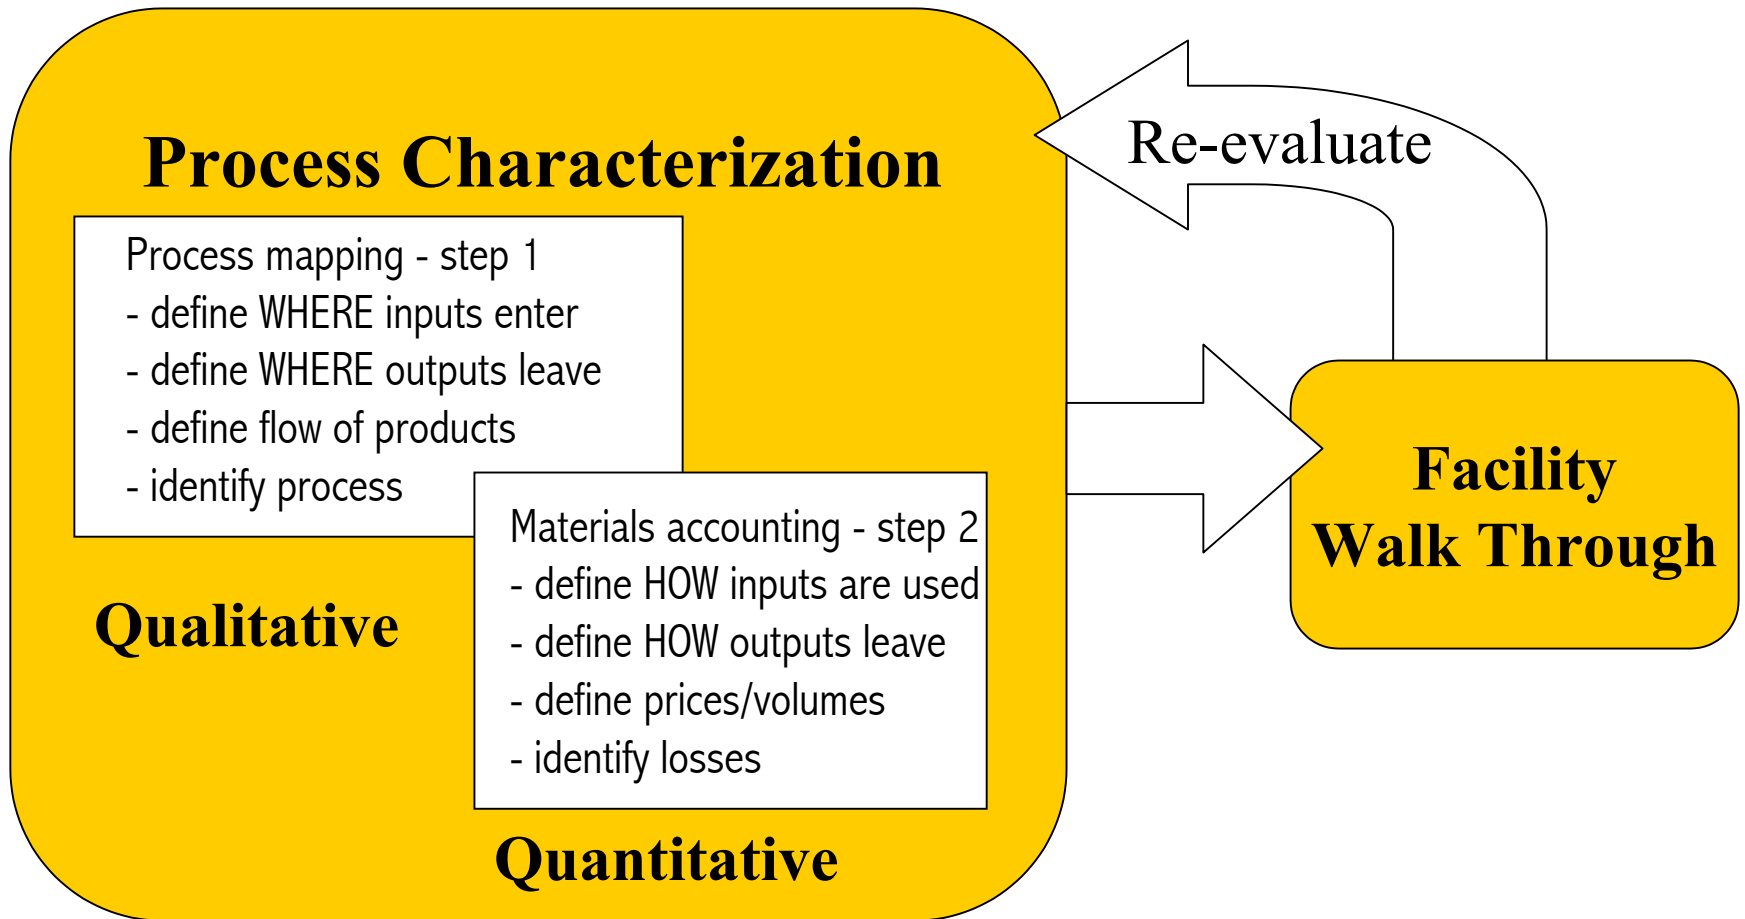 Process Characterization
Process mapping - step 1
- define WHERE inputs enter
- define WHERE outputs leave
- define flow of products
- identify process
Qualitative
Materials accounting - step 2
- define HOW inputs are used
- define HOW outputs leave
- define prices/volumes
- identify losses
Quantitative
Re-evaluate
Facility
Walk Through